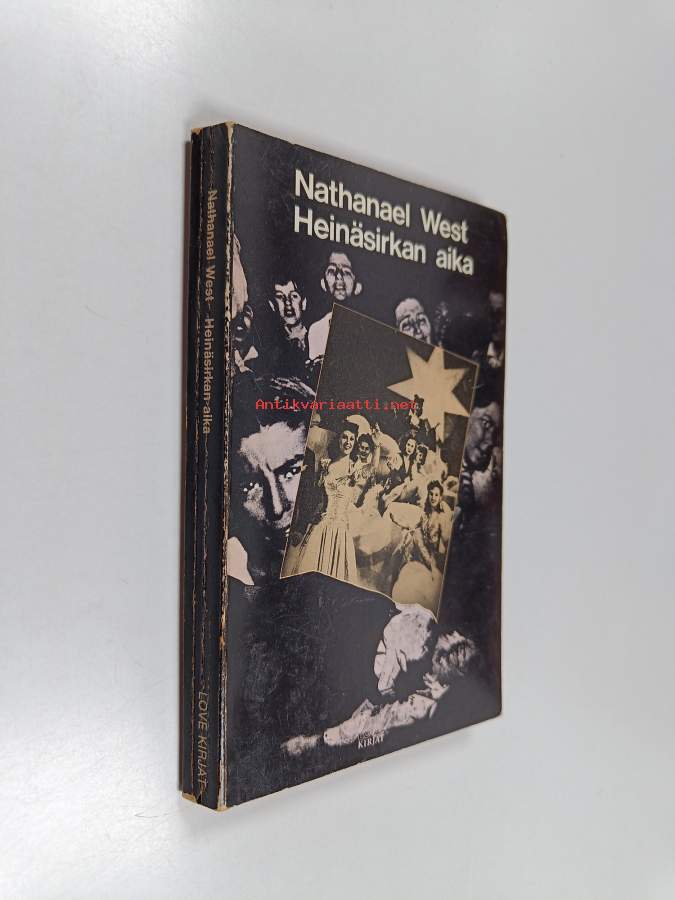 Nathanael West
Heinäsirkan aika
Antikvariaatti.net
Nathanael West Heinäsirkan aika
LOVE KIRJAT
KIRJAT